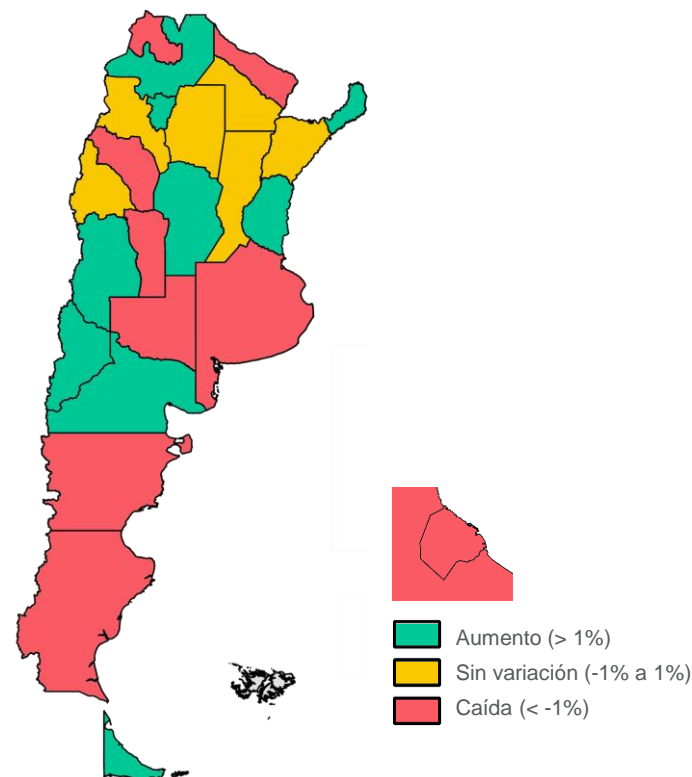 Aumento (> 1%)
Sin variación (-1% a 1%)
Caída (< -1%)